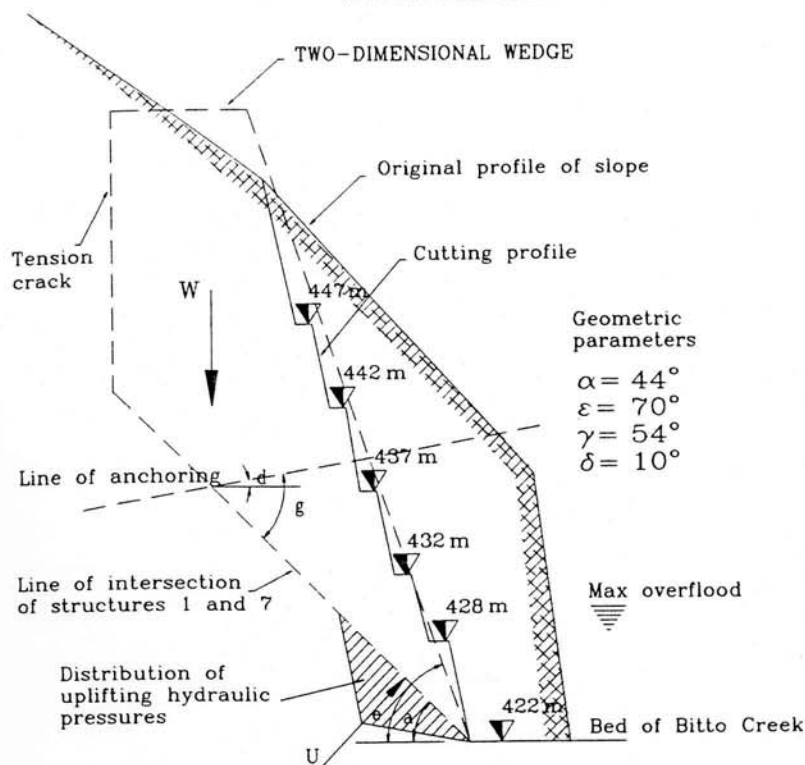 TWO-DIMENSIONAL WEDGE
Original profile of slope
Tension
crack
Cutting profile
W
447 m
Geometric
parameters
α = 44°
ε = 70°
γ = 54°
δ = 10°
442 m
Line of anchoring
d
437 m
g
432 m
Line of intersection
of structures 1 and 7
Max overflood
428 m
Distribution of
uplifting hydraulic
pressures
e
a
422 m
Bed of Bitto Creek
U